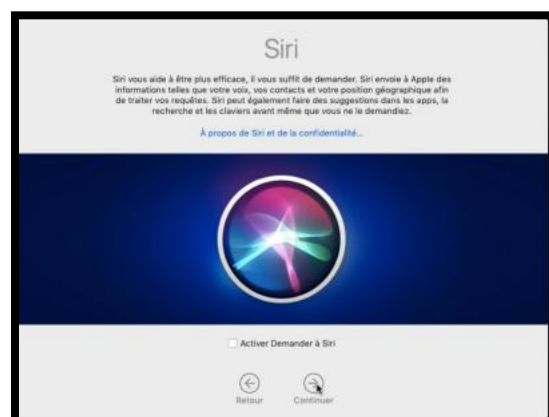 Siri
Siri vous aide à être plus efficace, il vous suffit de demander. Siri envoie à Apple des
informations telles que votre voix, vos contacts et votre position géographique afin
de traiter vos requêtes. Siri peut également faire des suggestions dans les apps, la
recherche et les claviers avant même que vous ne le demandiez.
À propos de Siri et de la confidentialité...
Activer Demander à Siri
Retour
Continuer